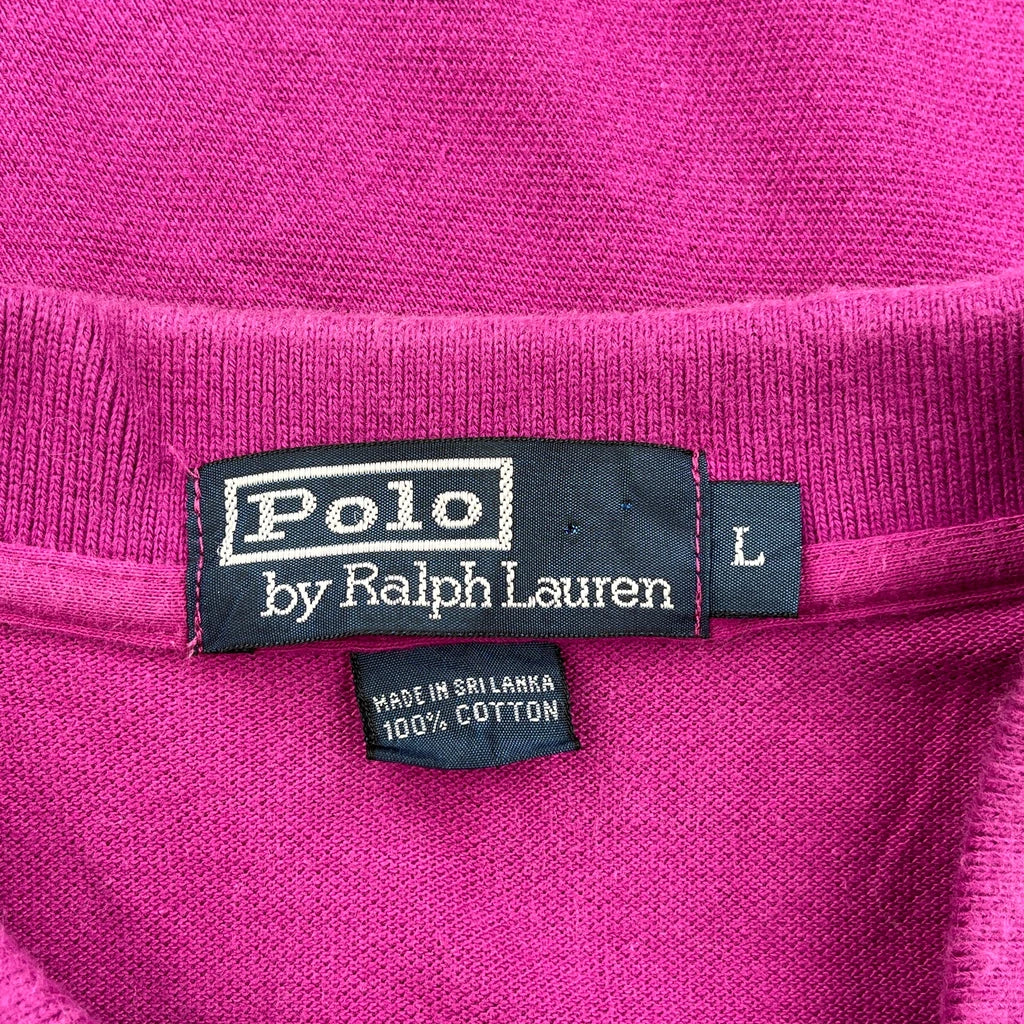 Polo
by Ralph Lauren
L
MADE IN SRI LANKA
100% COTTON